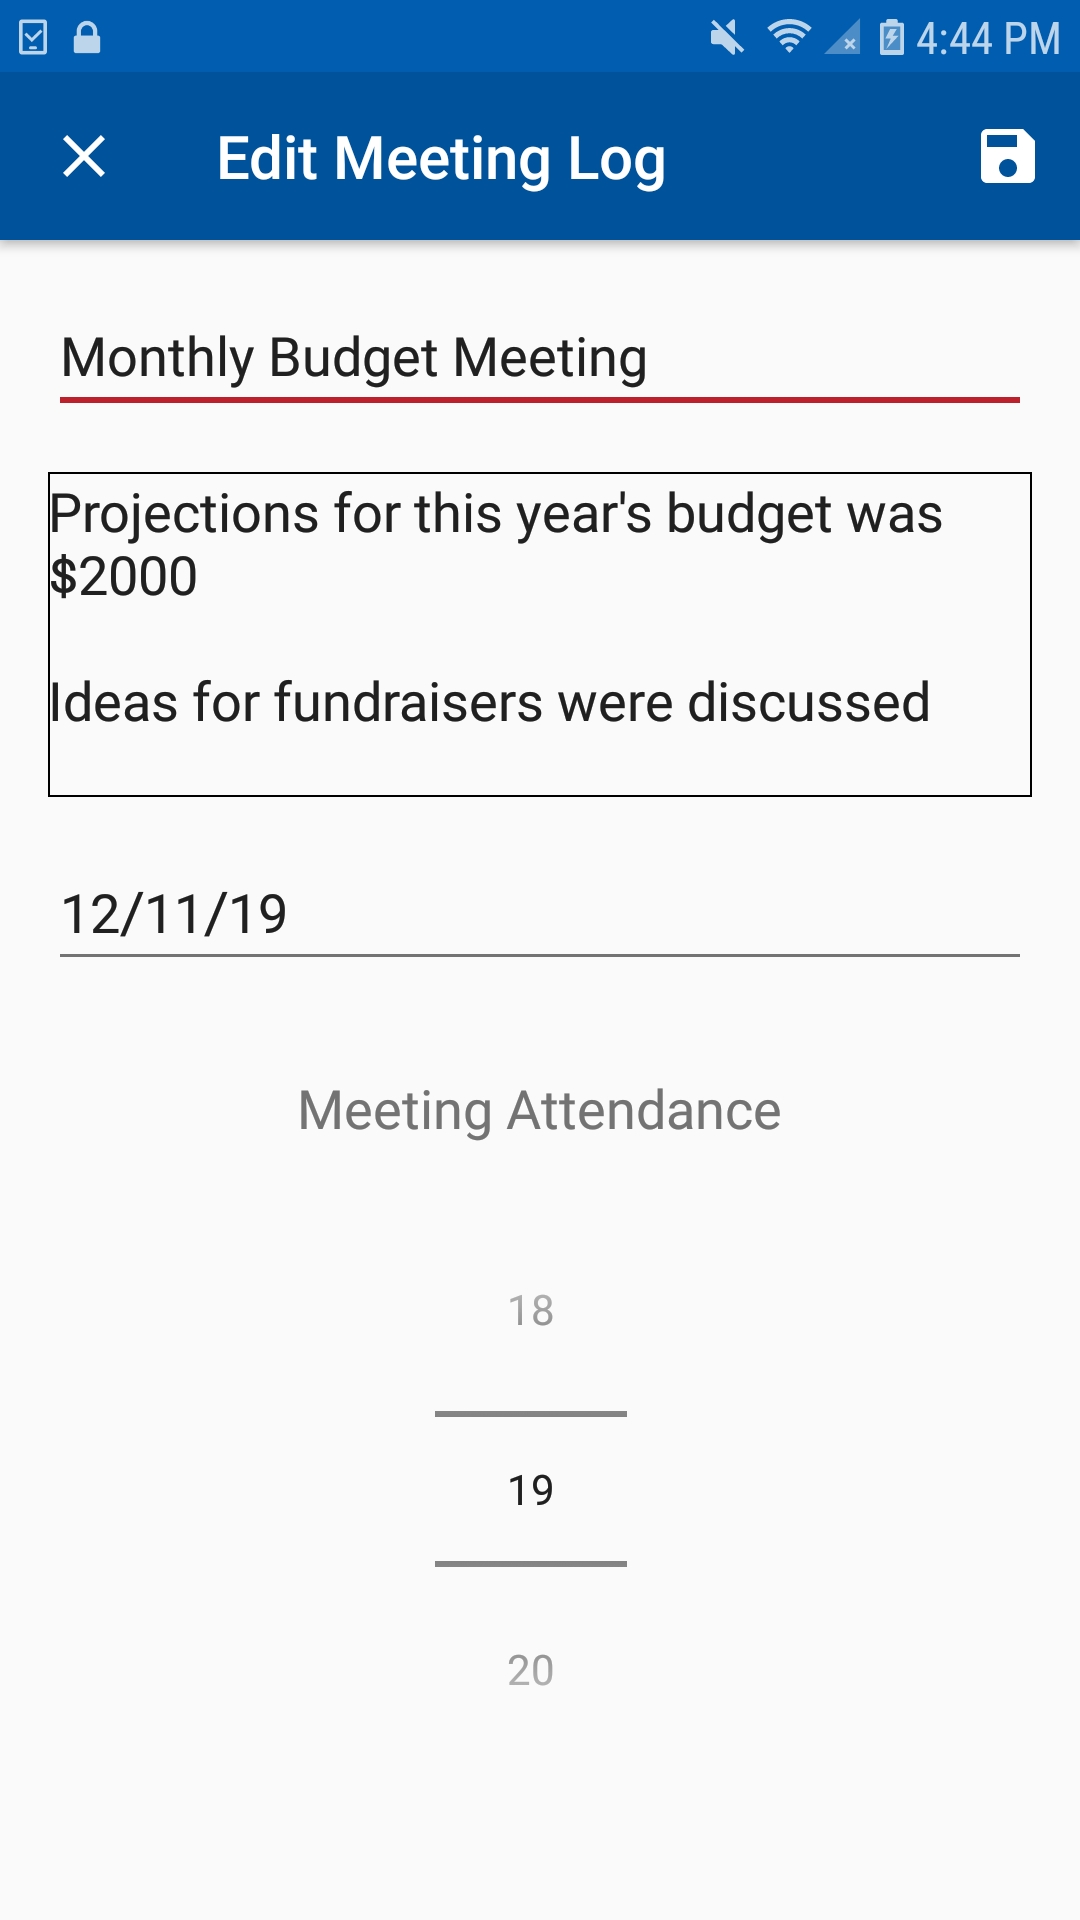 4:44 PM
Edit Meeting Log
Monthly Budget Meeting
Projections for this year's budget was
$2000
Ideas for fundraisers were discussed
12/11/19
Meeting Attendance
18
19
20